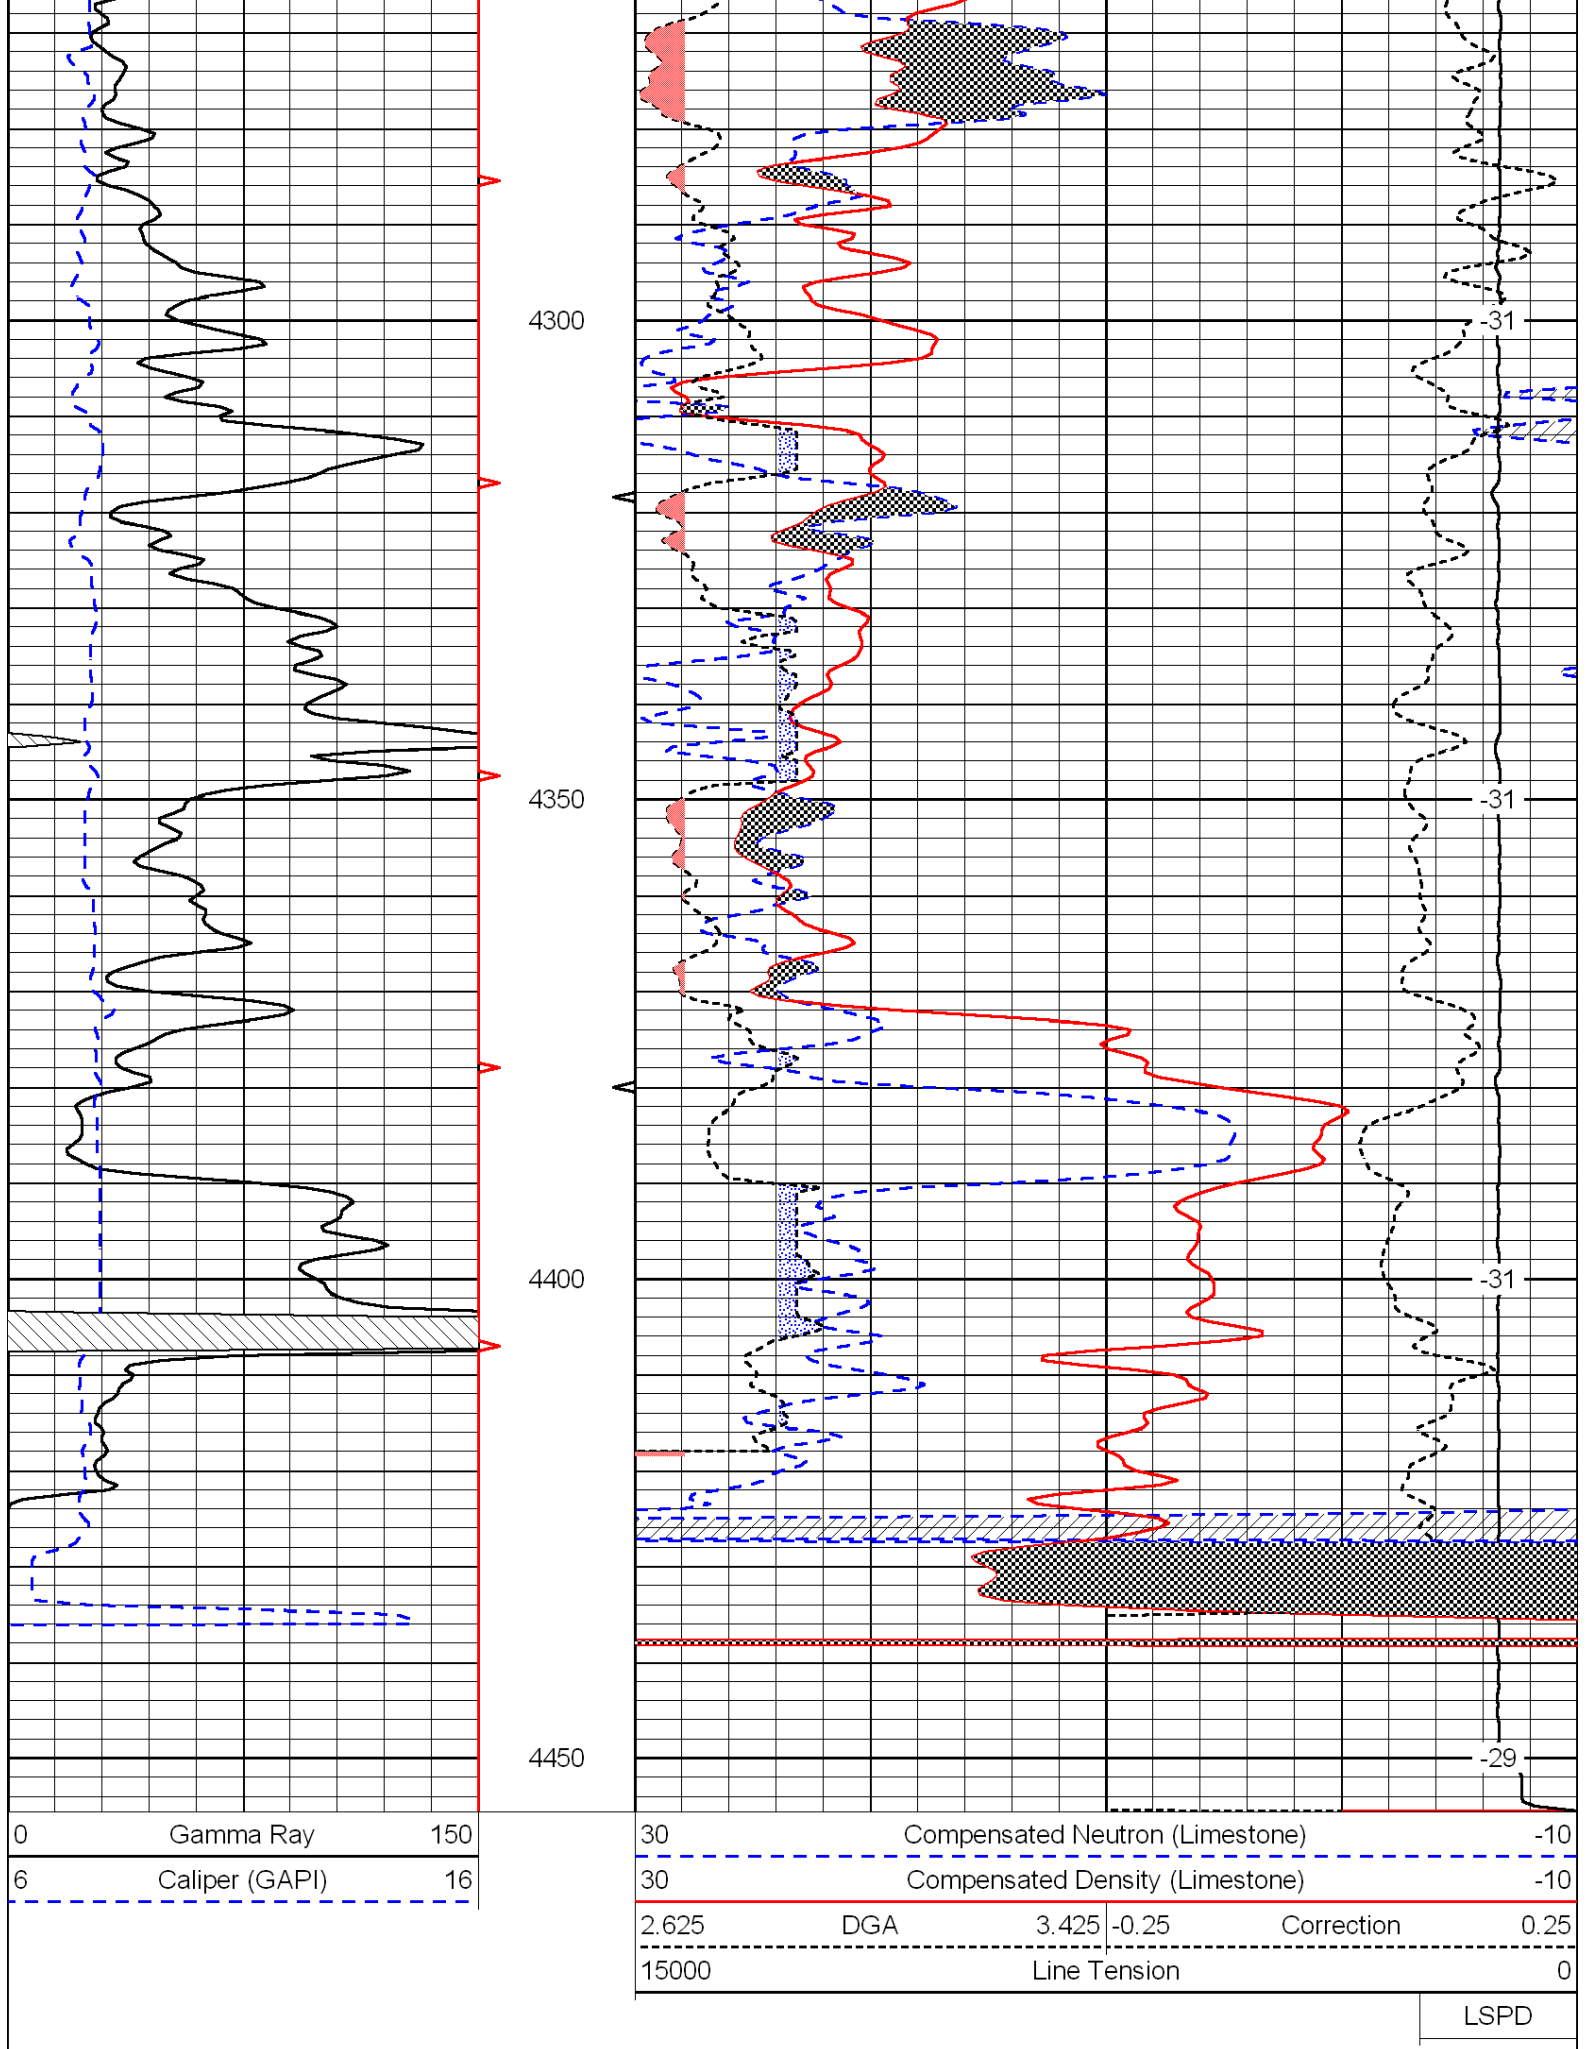 4300 -31
4350 -31
4400 -31
4450 -29
0 Gamma Ray 150
6 Caliper (GAPI) 16
30 Compensated Neutron (Limestone) -10
30 Compensated Density (Limestone) -10
2.625 DGA 3.425 -0.25 Correction 0.25
15000 Line Tension 0
LSPD